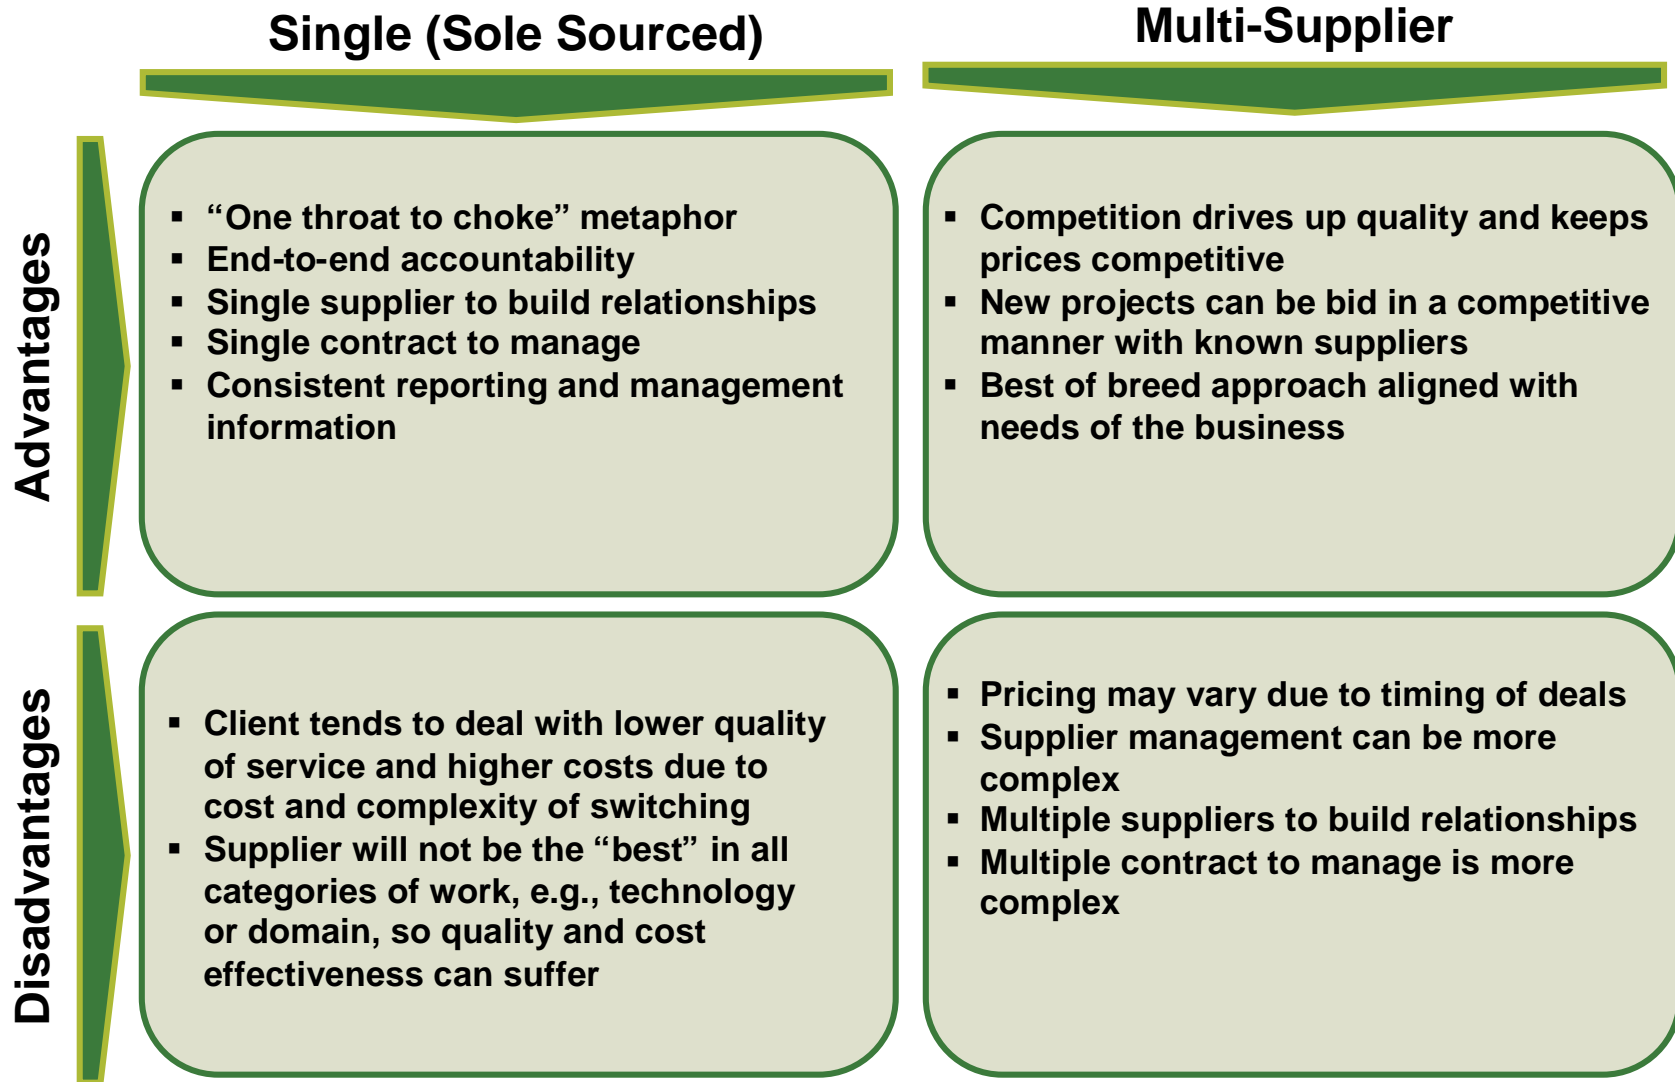 Single (Sole Sourced)
Multi-Supplier
Advantages
▪ “One throat to choke” metaphor
▪ End-to-end accountability
▪ Single supplier to build relationships
▪ Single contract to manage
▪ Consistent reporting and management
information
▪ Competition drives up quality and keeps
prices competitive
▪ New projects can be bid in a competitive
manner with known suppliers
▪ Best of breed approach aligned with
needs of the business
Disadvantages
▪ Client tends to deal with lower quality
of service and higher costs due to
cost and complexity of switching
▪ Supplier will not be the “best” in all
categories of work, e.g., technology
or domain, so quality and cost
effectiveness can suffer
▪ Pricing may vary due to timing of deals
▪ Supplier management can be more
complex
▪ Multiple suppliers to build relationships
▪ Multiple contract to manage is more
complex